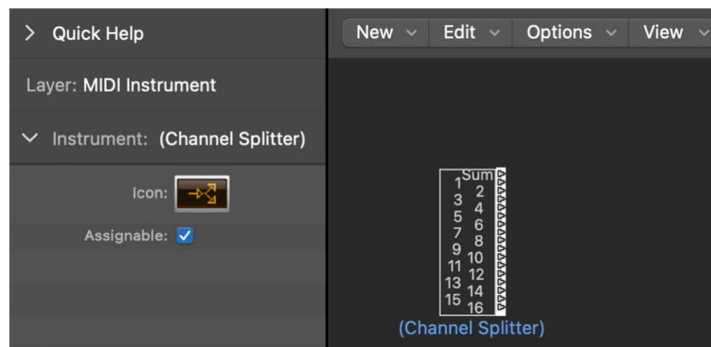 Quick Help
Layer: MIDI Instrument
Instrument: (Channel Splitter)
Icon:
Assignable:
New Edit Options View
Sum
1
2
3
4
5
6
7
8
9
10
11
12
13
14
15
16
(Channel Splitter)